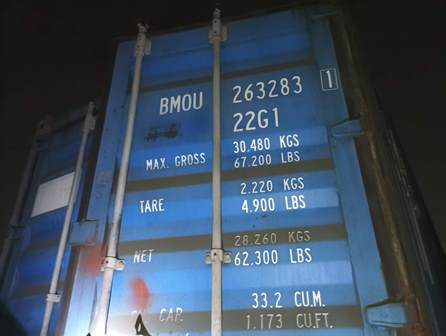 BMOU 263283 1
22G1
30.480 KGS
MAX. GROSS 67.200 LBS
2.220 KGS
TARE 4.900 LBS
28.260 KGS
NET 62.300 LBS
CAP. 33.2 CU.M.
1.173 CU.FT.